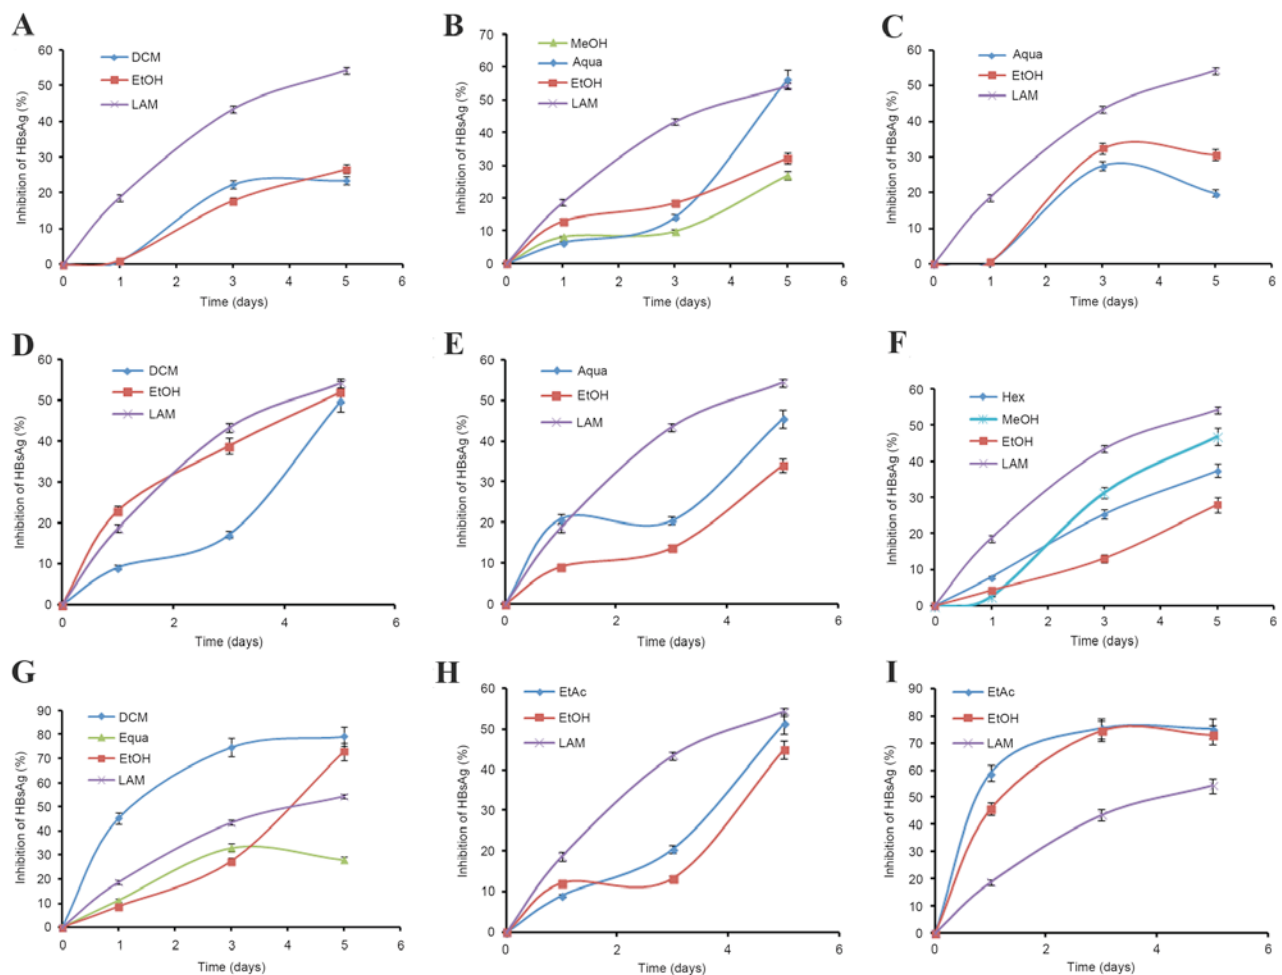 A
Inhibition of HBsAg (%)
60
50
40
30
20
10
0
DCM
EtOH
LAM
0 1 2 3 4 5 6
Time (days)
B
Inhibition of HBsAg (%)
70
60
50
40
30
20
10
0
MeOH
Aqua
EtOH
LAM
0 1 2 3 4 5 6
Time (days)
C
Inhibition of HBsAg (%)
60
50
40
30
20
10
0
Aqua
EtOH
LAM
0 1 2 3 4 5 6
Time (days)
D
Inhibition of HBsAg (%)
60
50
40
30
20
10
0
DCM
EtOH
LAM
0 2 4 6
Time (days)
E
Inhibition of HBsAg (%)
60
50
40
30
20
10
0
Aqua
EtOH
LAM
0 2 4 6
Time (days)
F
Inhibition of HBsAg (%)
60
50
40
30
20
10
0
Hex
MeOH
EtOH
LAM
0 1 2 3 4 5 6
Time (days)
G
Inhibition of HBsAg (%)
90
80
70
60
50
40
30
20
10
0
DCM
Equa
EtOH
LAM
0 1 2 3 4 5 6
Time (days)
H
Inhibition of HBsAg (%)
60
50
40
30
20
10
0
EtAc
EtOH
LAM
0 2 4 6
Time (days)
I
Inhibition of HBsAg (%)
90
80
70
60
50
40
30
20
10
0
EtAc
EtOH
LAM
0 2 4 6
Time (days)